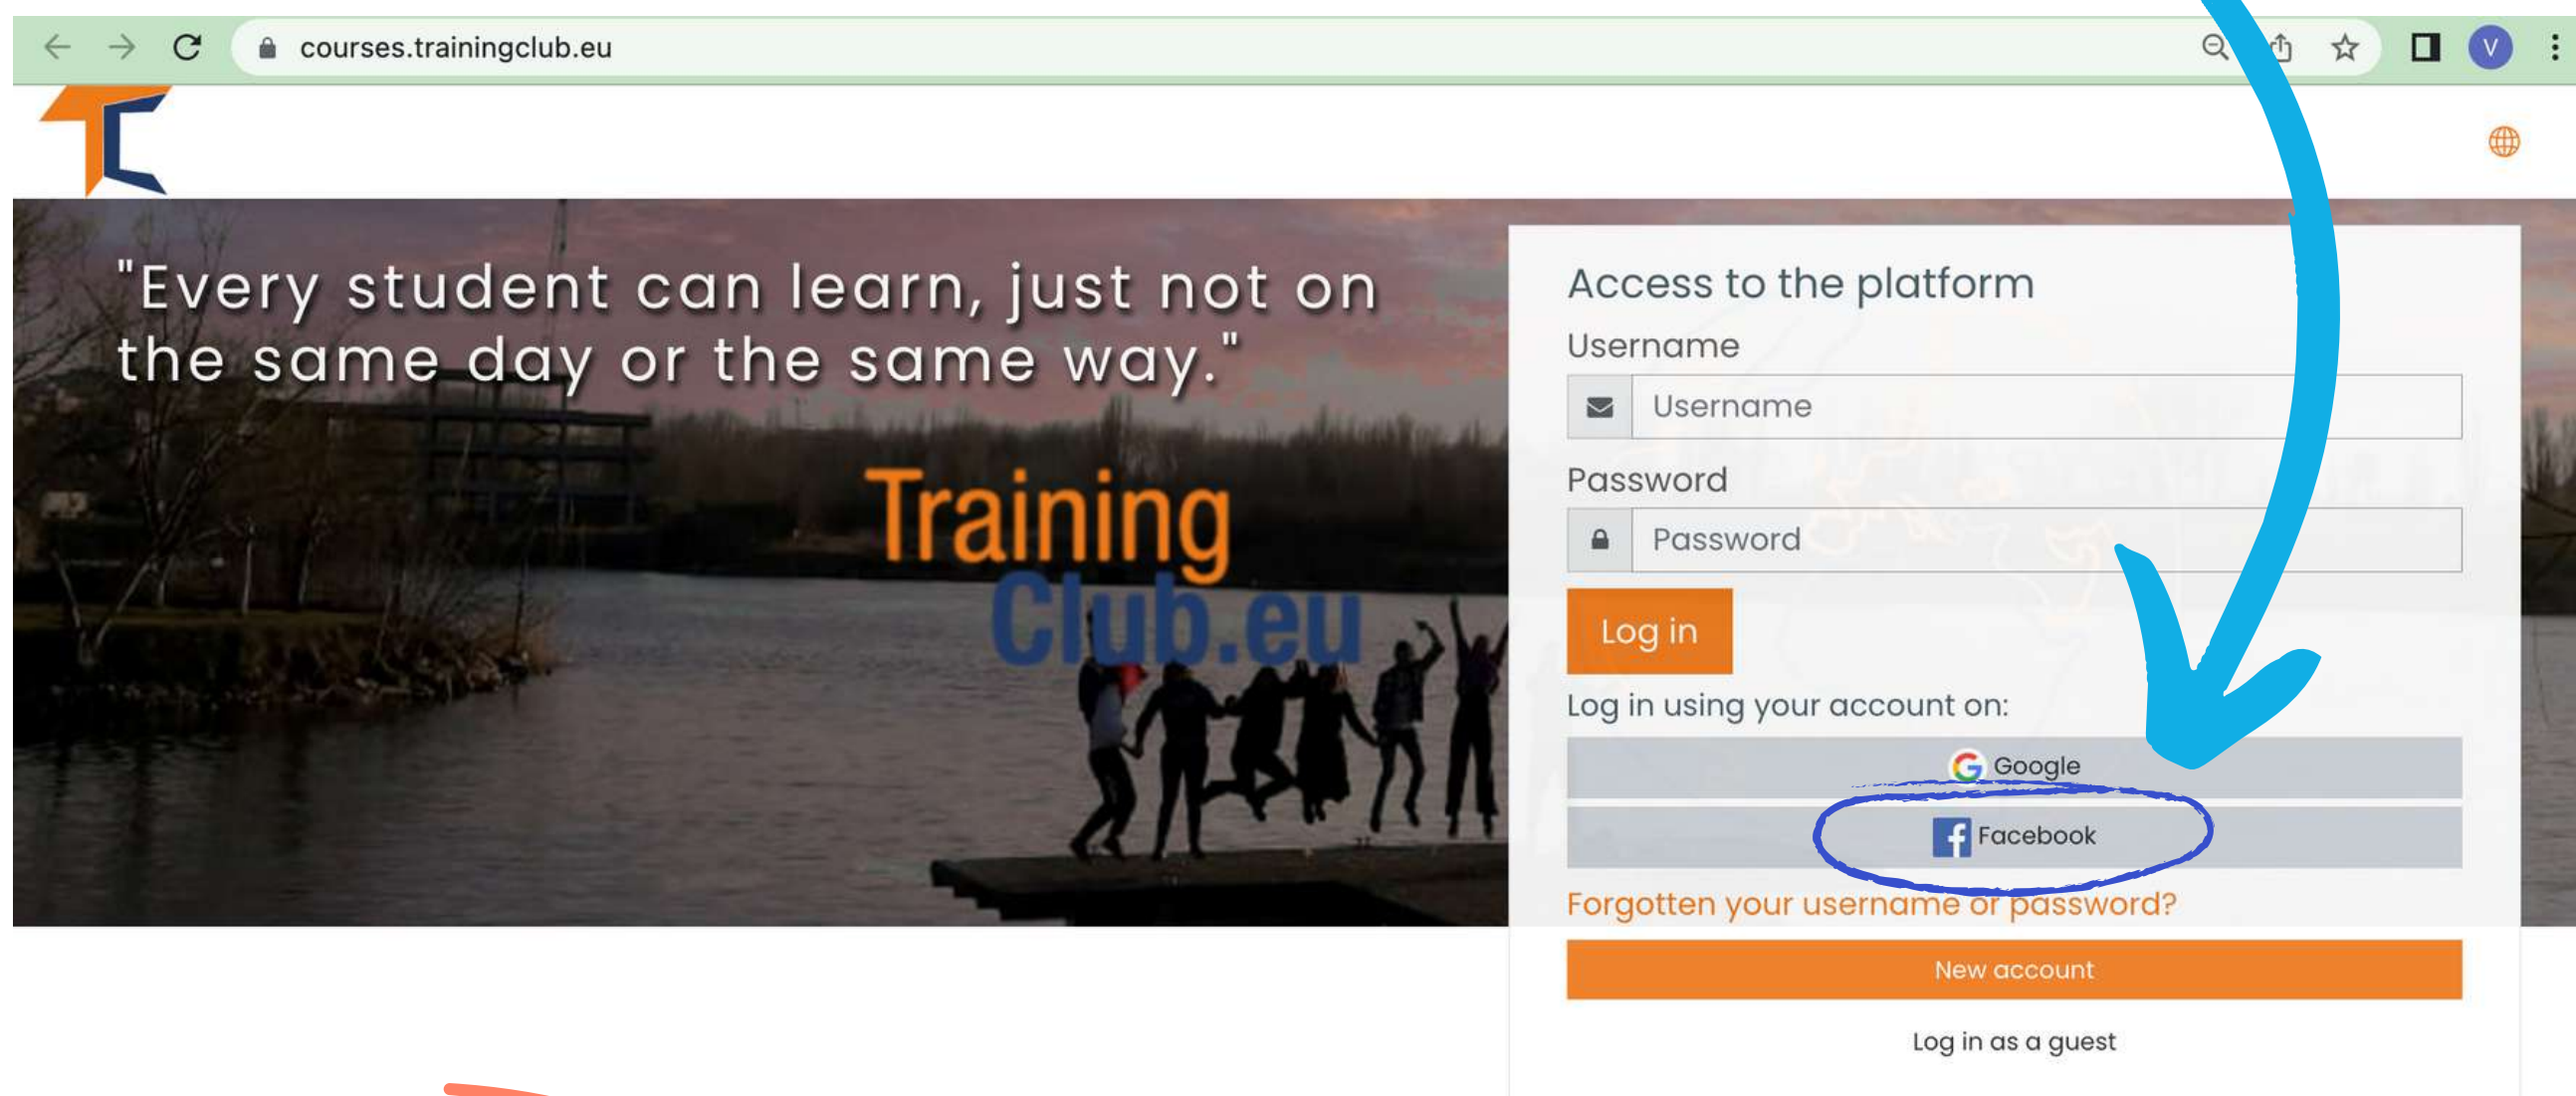 courses.trainingclub.eu
V
TC
"Every student can learn, just not on
the same day or the same way."
Training
Club.eu
Access to the platform
Username
Username
Password
Password
Log in
Log in using your account on:
G Google
f Facebook
Forgotten your username or password?
New account
Log in as a guest